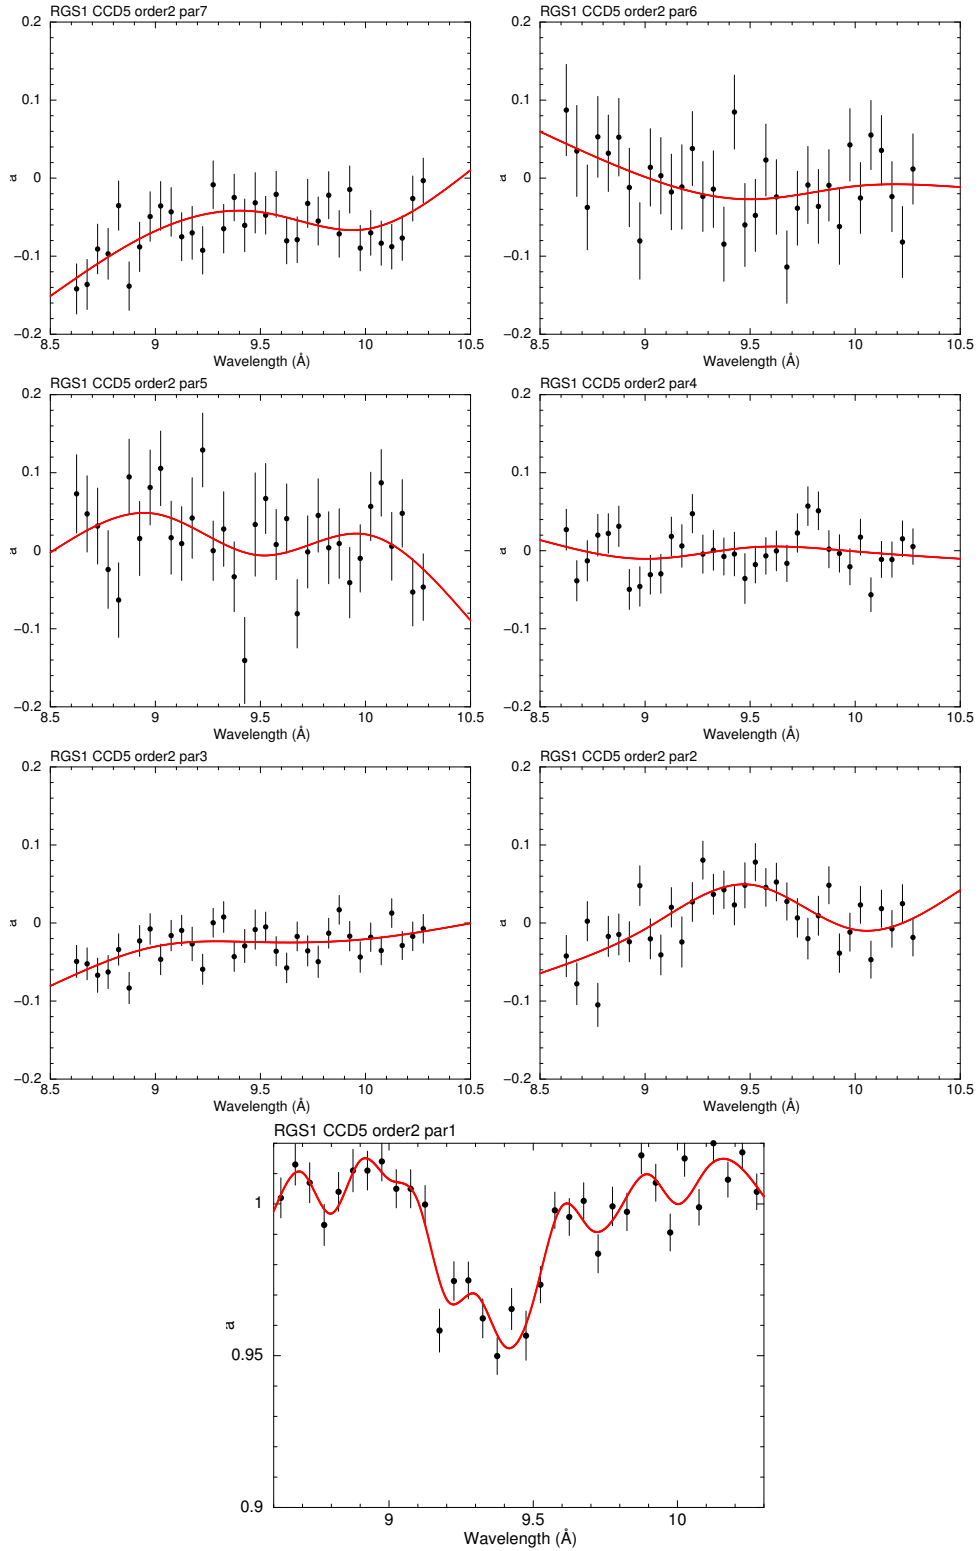 RGS1 CCD5 order2 par7
0.2
0.1
0
−0.1
−0.2
a
8.5 9 9.5 10 10.5
Wavelength (Å)
RGS1 CCD5 order2 par6
0.2
0.1
0
−0.1
−0.2
a
8.5 9 9.5 10 10.5
Wavelength (Å)
RGS1 CCD5 order2 par5
0.2
0.1
0
−0.1
−0.2
a
8.5 9 9.5 10 10.5
Wavelength (Å)
RGS1 CCD5 order2 par4
0.2
0.1
0
−0.1
−0.2
a
8.5 9 9.5 10 10.5
Wavelength (Å)
RGS1 CCD5 order2 par3
0.2
0.1
0
−0.1
−0.2
a
8.5 9 9.5 10 10.5
Wavelength (Å)
RGS1 CCD5 order2 par2
0.2
0.1
0
−0.1
−0.2
a
8.5 9 9.5 10 10.5
Wavelength (Å)
RGS1 CCD5 order2 par1
1
0.95
0.9
a
9 9.5 10
Wavelength (Å)